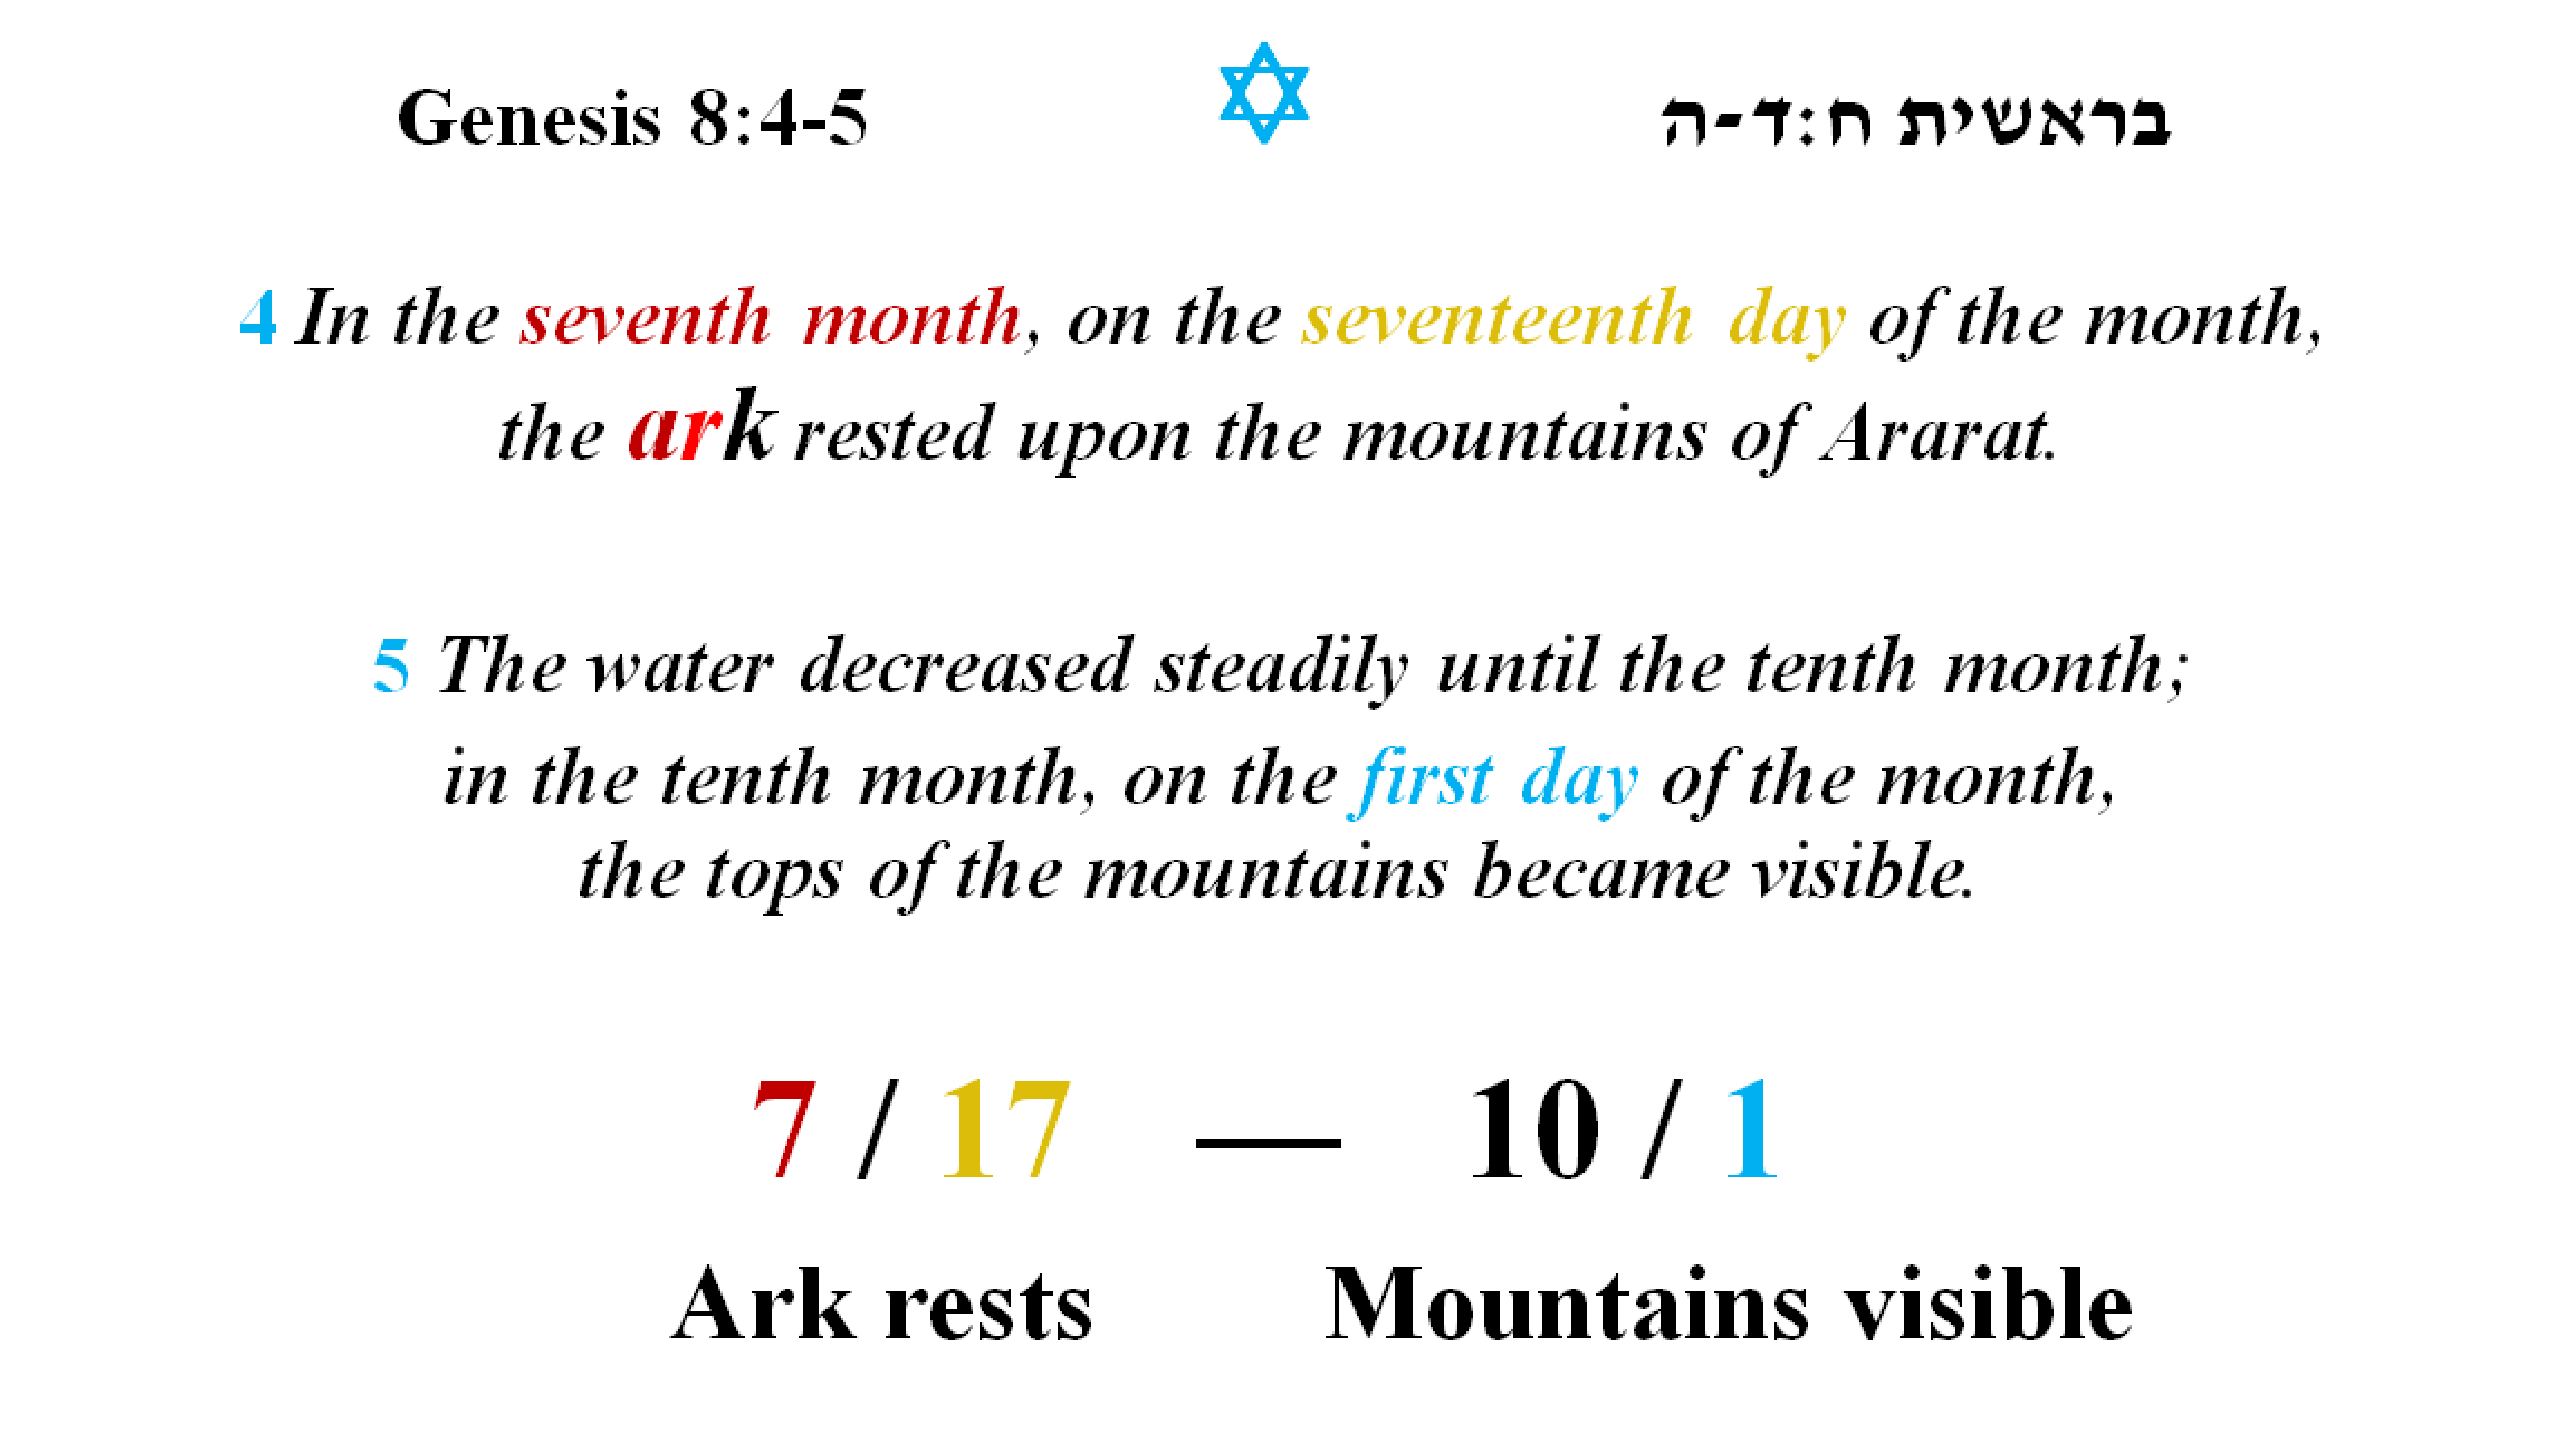 Genesis 8:4-5 בראשית ח:ד-ה
4 In the seventh month, on the seventeenth day of the month,
the ark rested upon the mountains of Ararat.
5 The water decreased steadily until the tenth month;
in the tenth month, on the first day of the month,
the tops of the mountains became visible.
7 / 17 — 10 / 1
Ark rests Mountains visible